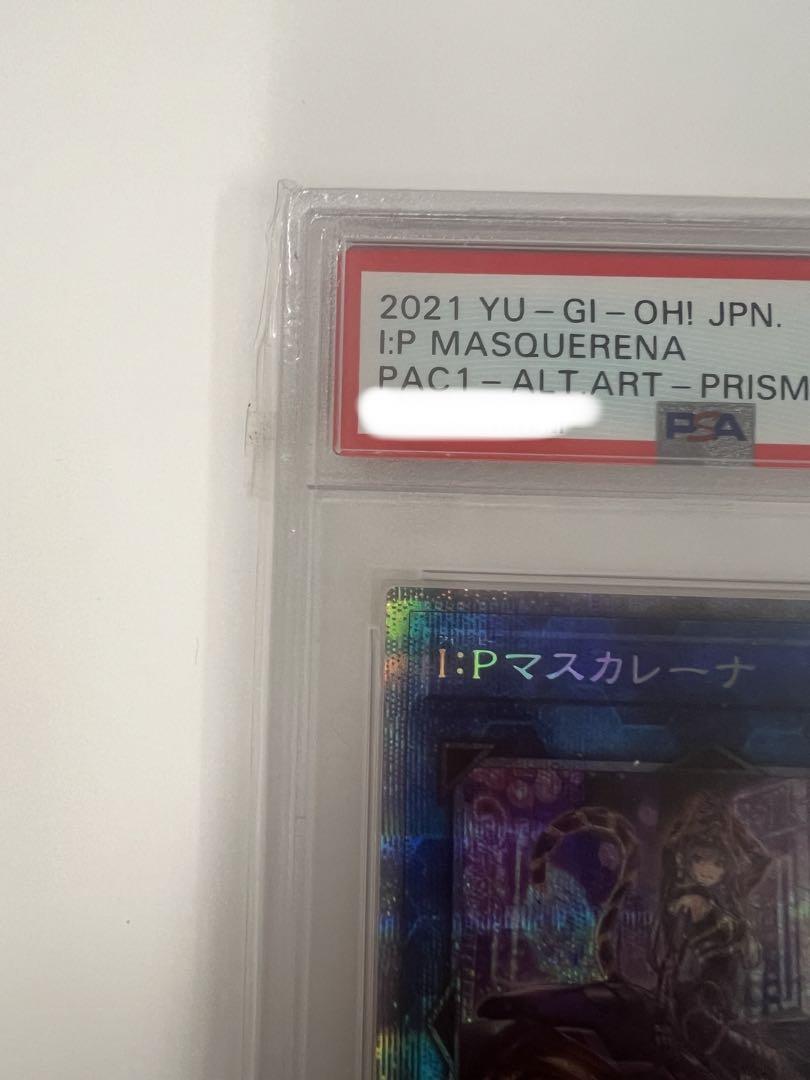 2021 YU-GI-OH! JPN.
I:P MASQUERENA
PAC1-ALT.ART-PRISM
PSA
I:Pマスカレーナ